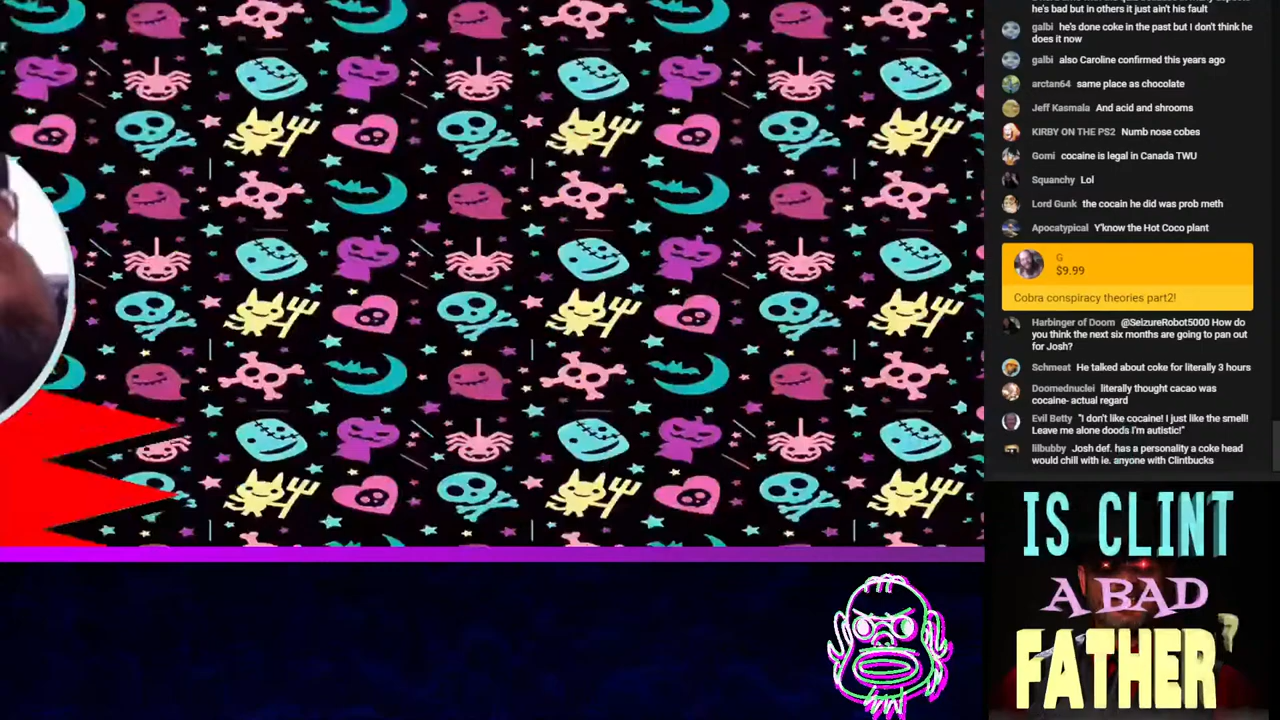 he's bad but in others it just ain't his fault
galbi he's done coke in the past but I don't think he
does it now
galbi also Caroline confirmed this years ago
arctan64 same place as chocolate
Jeff Kasmala And acid and shrooms
KIRBY ON THE PS2 Numb nose cobes
Gomi cocaine is legal in Canada TWU
Squanchy Lol
Lord Gunk the cocain he did was prob meth
Apocatypical Y'know the Hot Coco plant
G
$9.99
Cobra conspiracy theories part2!
Harbinger of Doom @SeizureRobot5000 How do
you think the next six months are going to pan out
for Josh?
Schmeat He talked about coke for literally 3 hours
Doomednuclei literally thought cacao was
cocaine- actual regard
Evil Betty "I don't like cocaine! I just like the smell!
Leave me alone doods I'm autistic!"
lilbubby Josh def. has a personality a coke head
would chill with ie. anyone with Clintbucks
IS CLINT
A BAD
FATHER?